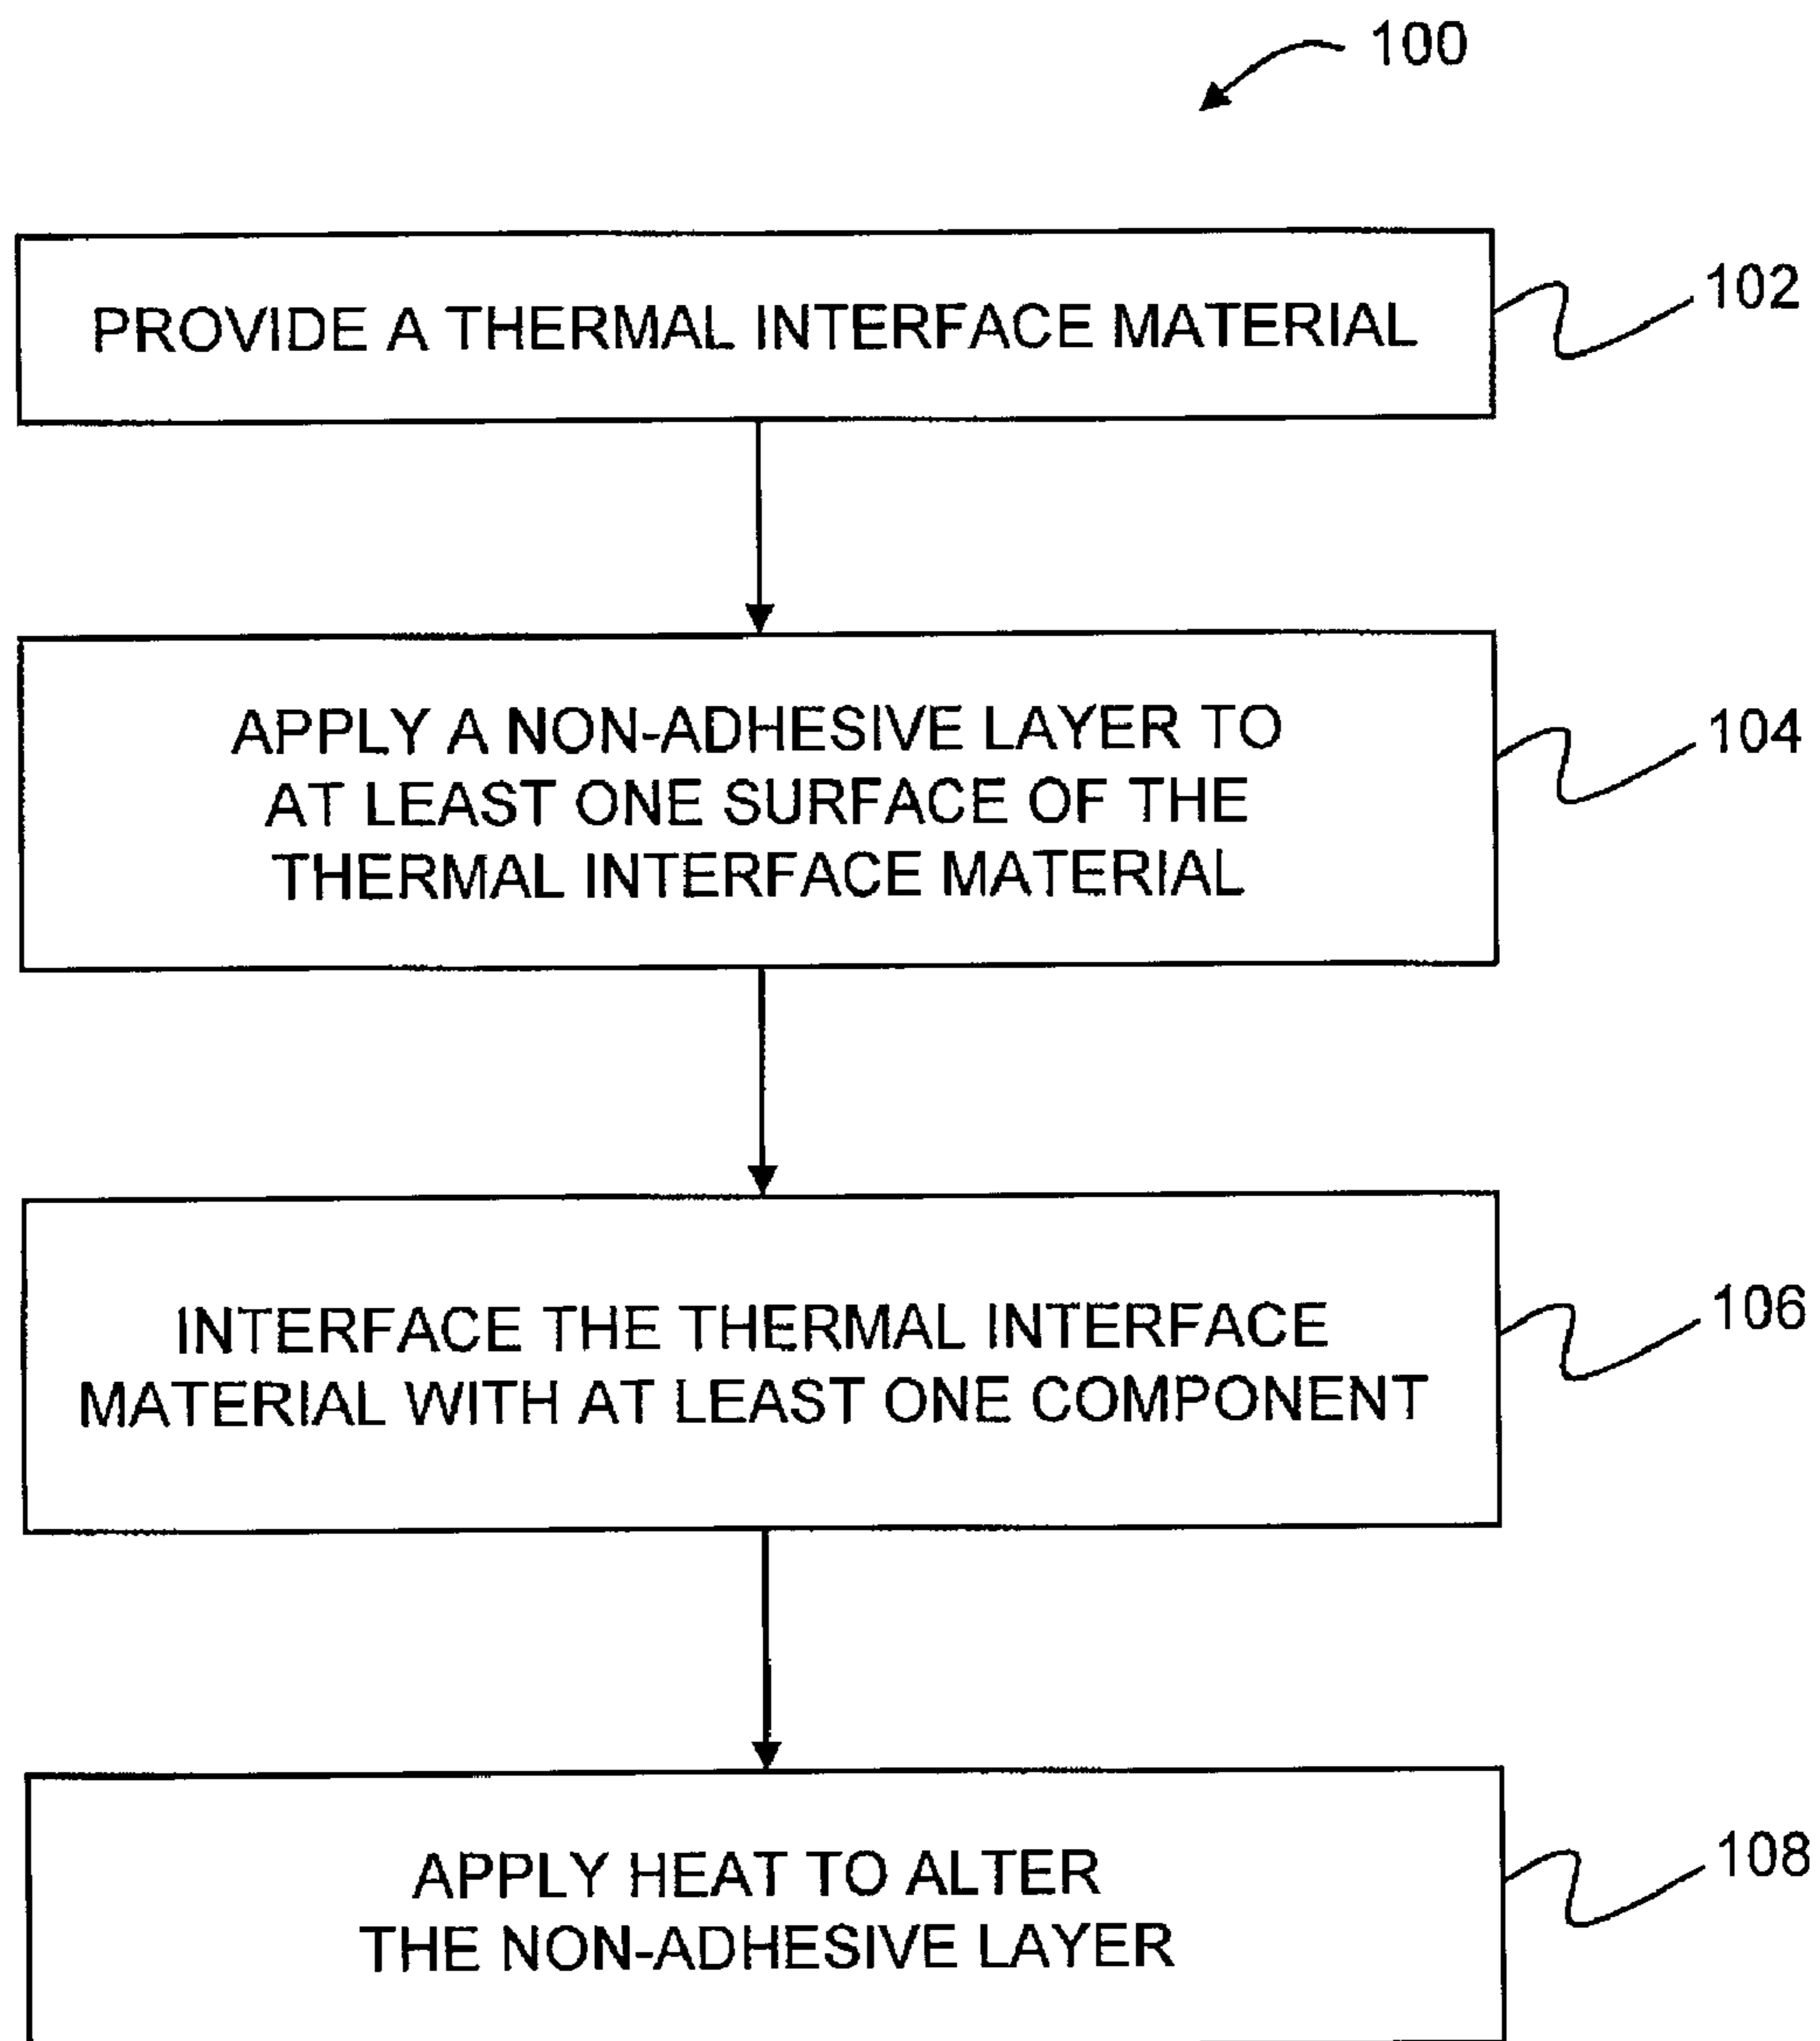 100
PROVIDE A THERMAL INTERFACE MATERIAL
102
APPLY A NON-ADHESIVE LAYER TO
AT LEAST ONE SURFACE OF THE
THERMAL INTERFACE MATERIAL
104
INTERFACE THE THERMAL INTERFACE
MATERIAL WITH AT LEAST ONE COMPONENT
106
APPLY HEAT TO ALTER
THE NON-ADHESIVE LAYER
108